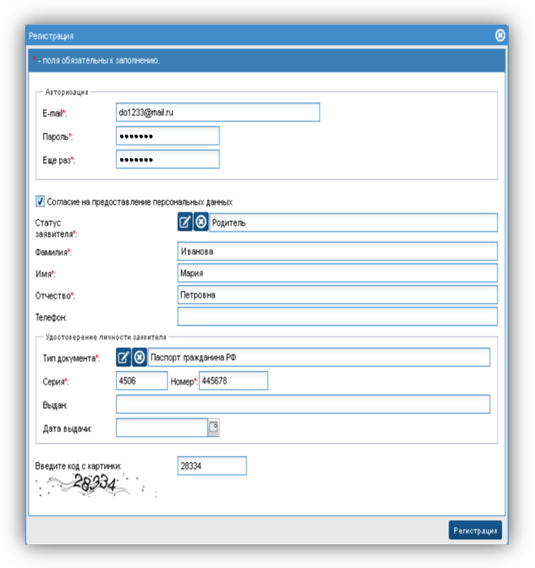 Регистрация
* - поля обязательны к заполнению.
Авторизация
E-mail*: do1233@mail.ru
Пароль*: •••••••
Еще раз*: •••••••
Согласие на предоставление персональных данных
Статус заявителя*: Родитель
Фамилия*: Иванова
Имя*: Мария
Отчество*: Петровна
Телефон:
Удостоверение личности заявителя
Тип документа*: Паспорт гражданина РФ
Серия*: 4506 Номер*: 445678
Выдан:
Дата выдачи:
Введите код с картинки: 28334
28334
Регистрация